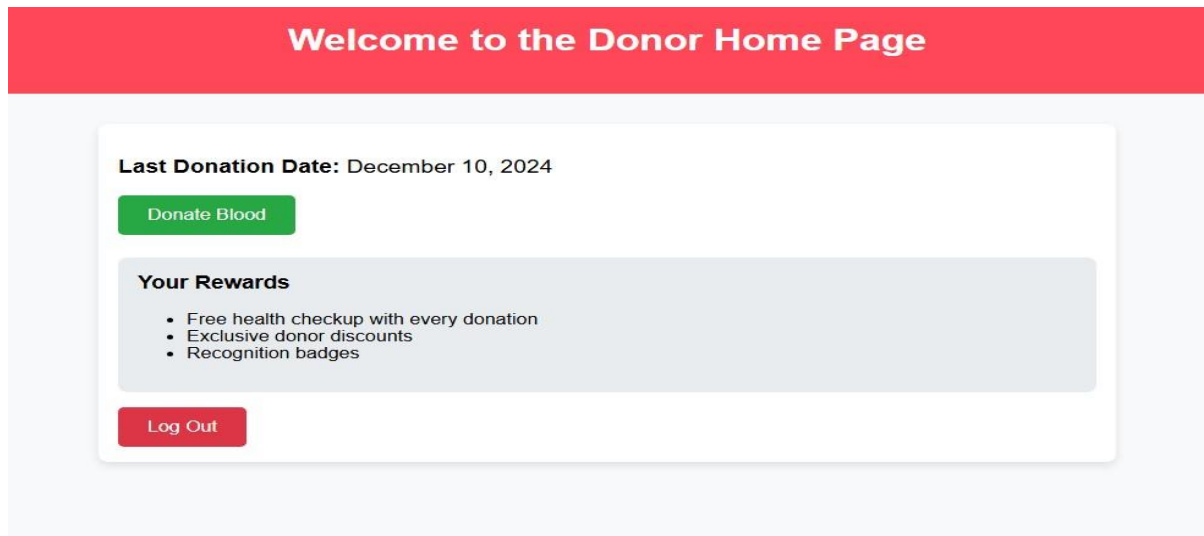 Welcome to the Donor Home Page
Last Donation Date: December 10, 2024
Donate Blood
Your Rewards
• Free health checkup with every donation
• Exclusive donor discounts
• Recognition badges
Log Out